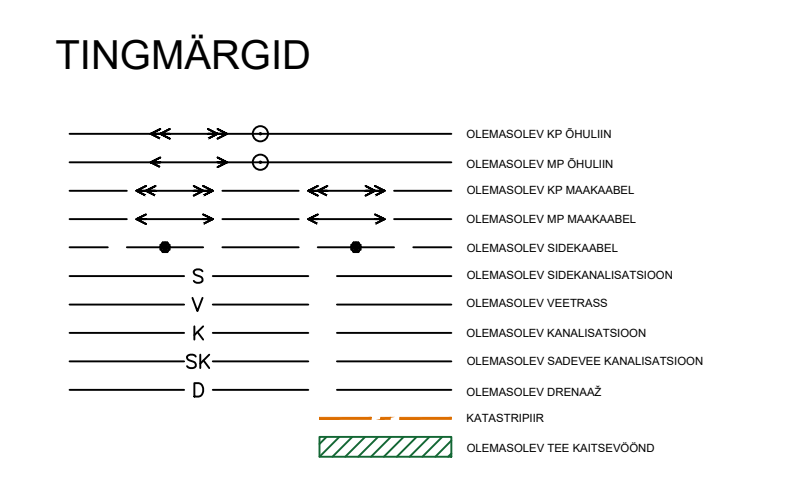 TINGMÄRGID
OLEMASOLEV KP ÕHULIIN
OLEMASOLEV MP ÕHULIIN
OLEMASOLEV KP MAAKAABEL
OLEMASOLEV MP MAAKAABEL
OLEMASOLEV SIDEKAABEL
S OLEMASOLEV SIDEKANALISATSIOON
V OLEMASOLEV VEETRASS
K OLEMASOLEV KANALISATSIOON
SK OLEMASOLEV SADEVEE KANALISATSIOON
D OLEMASOLEV DRENAAŽ
KATASTRIPIIR
OLEMASOLEV TEE KAITSEVÖÖND